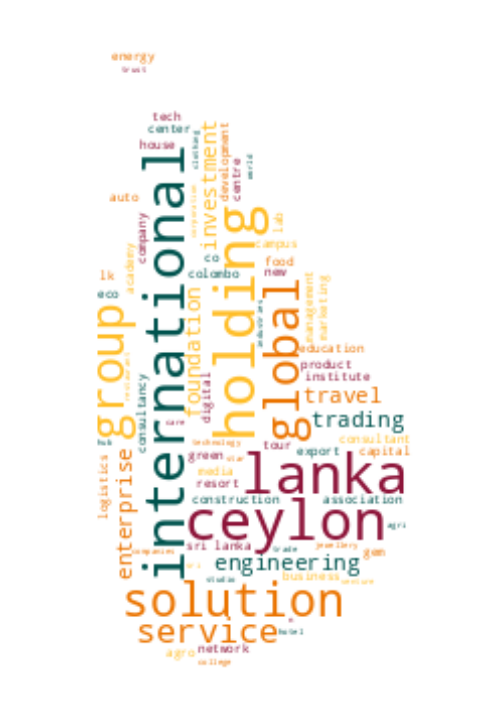 energy
trust
tech
center
house
clothing
international
investment
development
centre
world
auto
corporation
company
holding
lab
campus
co
colombo
food
new
academy
lk
eco
group
foundation
global
management
marketing
industries
education
product
institute
restaurant
consultancy
digital
travel
trading
care
hub
technology
tour
consultant
green
star
export
capital
logistics
enterprise
media
lanka
resort
construction
association
ceylon
agri
companies
sri lanka
trade
jewellery
gem
engineering
studio
business
venture
solution
service
hotel
agro
network
college